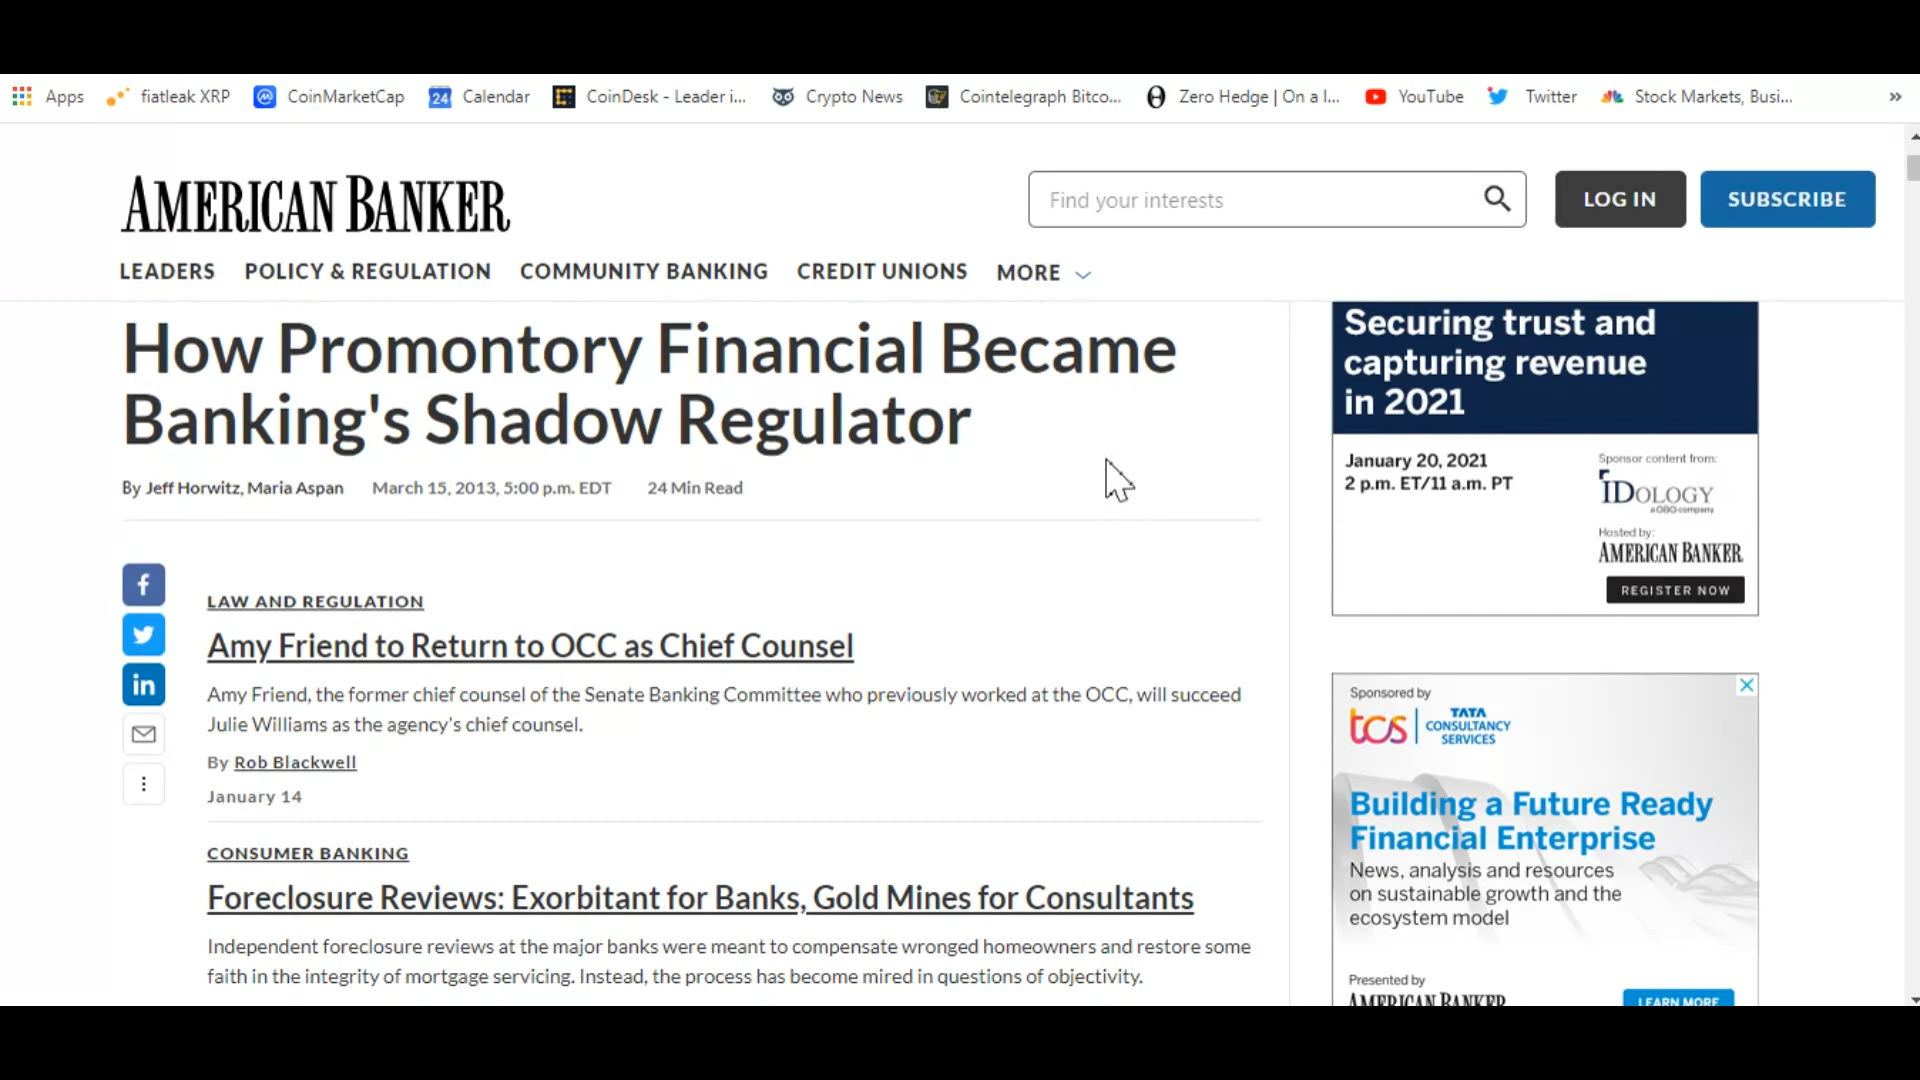 Apps fiatleak XRP CoinMarketCap 24 Calendar CoinDesk - Leader i... Crypto News Cointelegraph Bitco... Zero Hedge | On a l... YouTube Twitter Stock Markets, Busi... »
AMERICAN BANKER
Find your interests
LOG IN
SUBSCRIBE
LEADERS POLICY & REGULATION COMMUNITY BANKING CREDIT UNIONS MORE
How Promontory Financial Became
Banking's Shadow Regulator
By Jeff Horwitz, Maria Aspan March 15, 2013, 5:00 p.m. EDT 24 Min Read
LAW AND REGULATION
Amy Friend to Return to OCC as Chief Counsel
Amy Friend, the former chief counsel of the Senate Banking Committee who previously worked at the OCC, will succeed
Julie Williams as the agency's chief counsel.
By Rob Blackwell
January 14
CONSUMER BANKING
Foreclosure Reviews: Exorbitant for Banks, Gold Mines for Consultants
Independent foreclosure reviews at the major banks were meant to compensate wronged homeowners and restore some
faith in the integrity of mortgage servicing. Instead, the process has become mired in questions of objectivity.
Securing trust and
capturing revenue
in 2021
January 20, 2021
2 p.m. ET/11 a.m. PT
Sponsor content from:
IDOLOGY
a GBG company
Hosted by:
AMERICAN BANKER
REGISTER NOW
Sponsored by
tcs TATA
CONSULTANCY
SERVICES
Building a Future Ready
Financial Enterprise
News, analysis and resources
on sustainable growth and the
ecosystem model
Presented by
AMERICAN BANKER
LEARN MORE